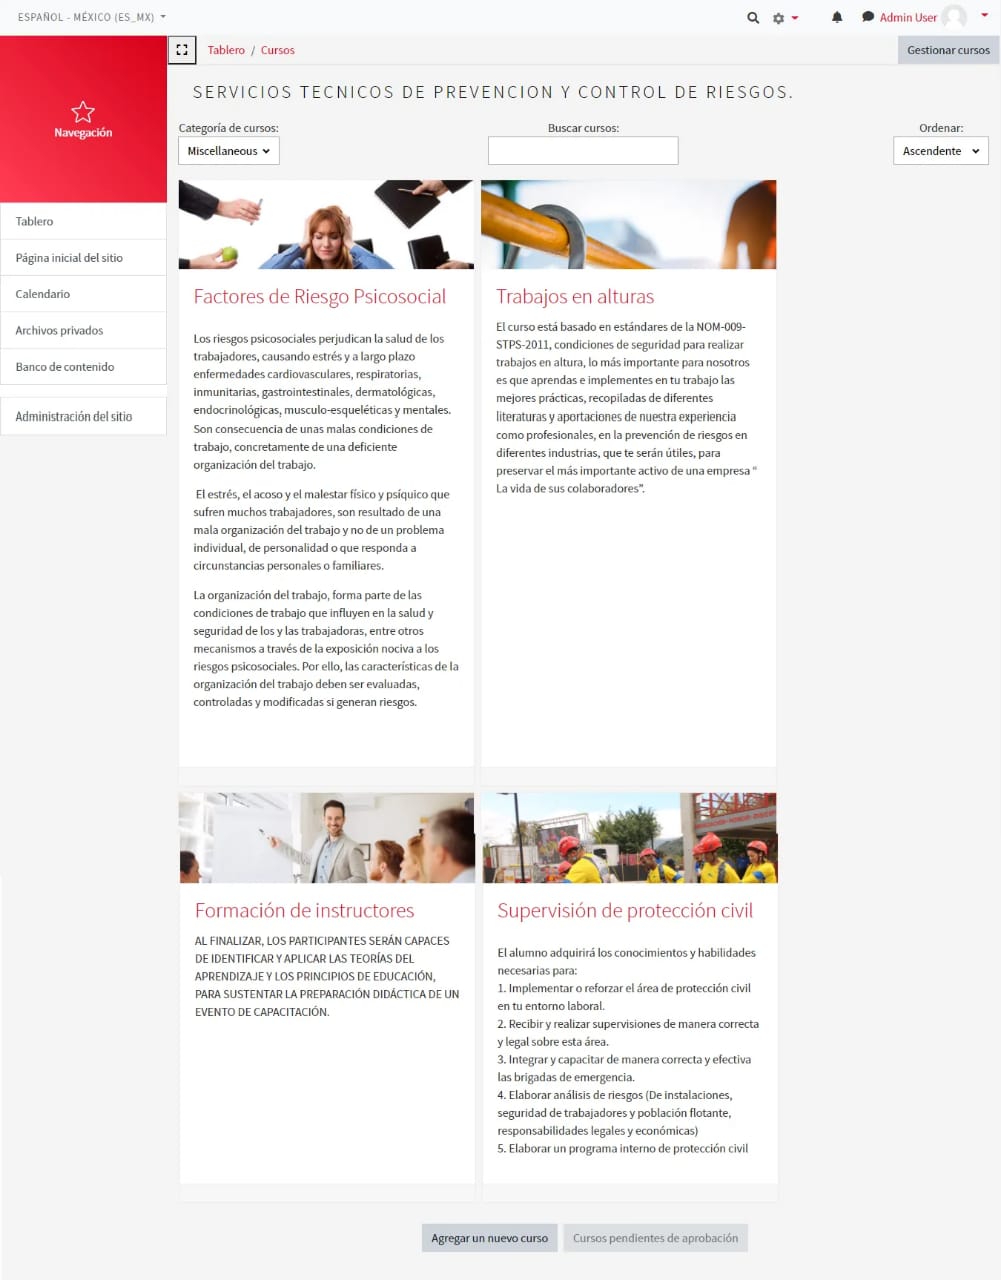 ESPAÑOL - MÉXICO (ES_MX)
Admin User
Tablero / Cursos
Gestionar cursos
Navegación
Tablero
Página inicial del sitio
Calendario
Archivos privados
Banco de contenido
Administración del sitio
SERVICIOS TECNICOS DE PREVENCION Y CONTROL DE RIESGOS.
Categoría de cursos:
Miscellaneous
Buscar cursos:
Ordenar:
Ascendente
Factores de Riesgo Psicosocial
Los riesgos psicosociales perjudican la salud de los
trabajadores, causando estrés y a largo plazo
enfermedades cardiovasculares, respiratorias,
inmunitarias, gastrointestinales, dermatológicas,
endocrinológicas, musculo-esqueléticas y mentales.
Son consecuencia de unas malas condiciones de
trabajo, concretamente de una deficiente
organización del trabajo.
El estrés, el acoso y el malestar físico y psíquico que
sufren muchos trabajadores, son resultado de una
mala organización del trabajo y no de un problema
individual, de personalidad o que responda a
circunstancias personales o familiares.
La organización del trabajo, forma parte de las
condiciones de trabajo que influyen en la salud y
seguridad de los y las trabajadoras, entre otros
mecanismos a través de la exposición nociva a los
riesgos psicosociales. Por ello, las características de la
organización del trabajo deben ser evaluadas,
controladas y modificadas si generan riesgos.
Trabajos en alturas
El curso está basado en estándares de la NOM-009-
STPS-2011, condiciones de seguridad para realizar
trabajos en altura, lo más importante para nosotros
es que aprendas e implementes en tu trabajo las
mejores prácticas, recopiladas de diferentes
literaturas y aportaciones de nuestra experiencia
como profesionales, en la prevención de riesgos en
diferentes industrias, que te serán útiles, para
preservar el más importante activo de una empresa “
La vida de sus colaboradores”.
Formación de instructores
AL FINALIZAR, LOS PARTICIPANTES SERÁN CAPACES
DE IDENTIFICAR Y APLICAR LAS TEORÍAS DEL
APRENDIZAJE Y LOS PRINCIPIOS DE EDUCACIÓN,
PARA SUSTENTAR LA PREPARACIÓN DIDÁCTICA DE UN
EVENTO DE CAPACITACIÓN.
Supervisión de protección civil
El alumno adquirirá los conocimientos y habilidades
necesarias para:
1. Implementar o reforzar el área de protección civil
en tu entorno laboral.
2. Recibir y realizar supervisiones de manera correcta
y legal sobre esta área.
3. Integrar y capacitar de manera correcta y efectiva
las brigadas de emergencia.
4. Elaborar análisis de riesgos (De instalaciones,
seguridad de trabajadores y población flotante,
responsabilidades legales y económicas)
5. Elaborar un programa interno de protección civil
Agregar un nuevo curso
Cursos pendientes de aprobación